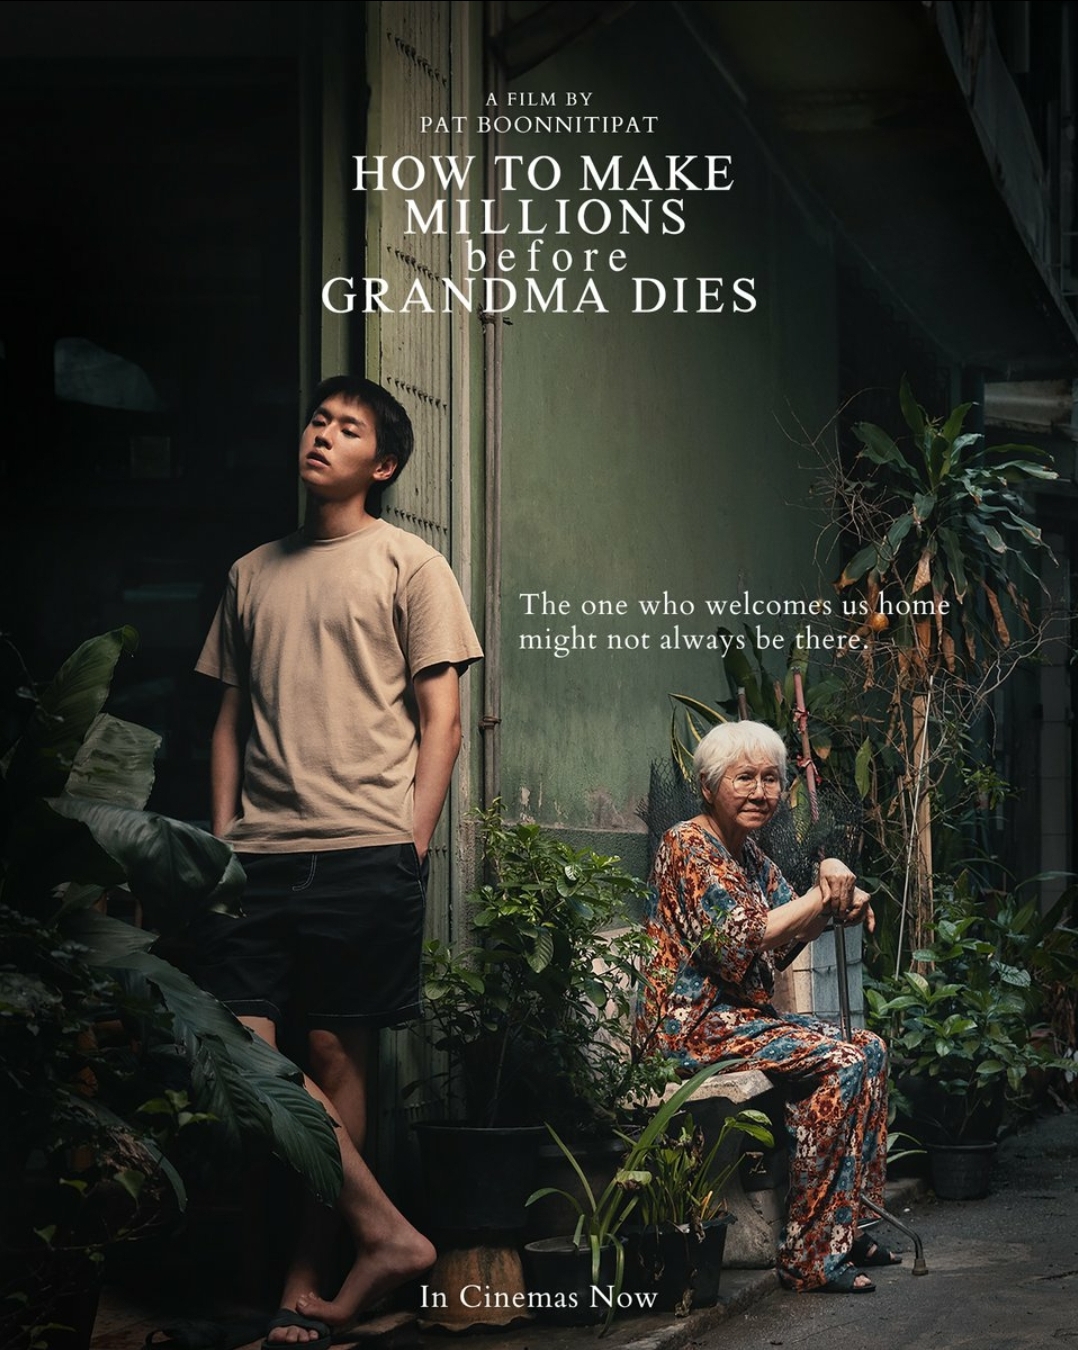 A FILM BY
PAT BOONNITIPAT
HOW TO MAKE
MILLIONS
before
GRANDMA DIES
The one who welcomes us home
might not always be there.
In Cinemas Now